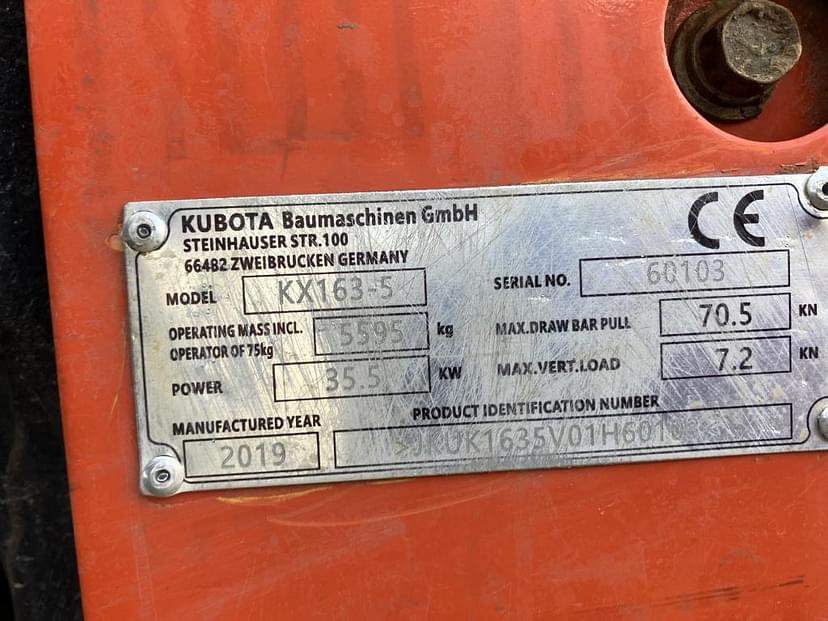 KUBOTA Baumaschinen GmbH
STEINHAUSER STR.100
66482 ZWEIBRUCKEN GERMANY
CE
MODEL KX163-5
SERIAL NO. 60103
OPERATING MASS INCL.
OPERATOR OF 75kg 5595 kg
MAX.DRAW BAR PULL 70.5 KN
POWER 35.5 KW
MAX.VERT.LOAD 7.2 KN
MANUFACTURED YEAR
2019
PRODUCT IDENTIFICATION NUMBER